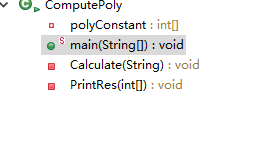 ComputePoly
polyConstant : int[]
S
main(String[]) : void
Calculate(String) : void
PrintRes(int[]) : void